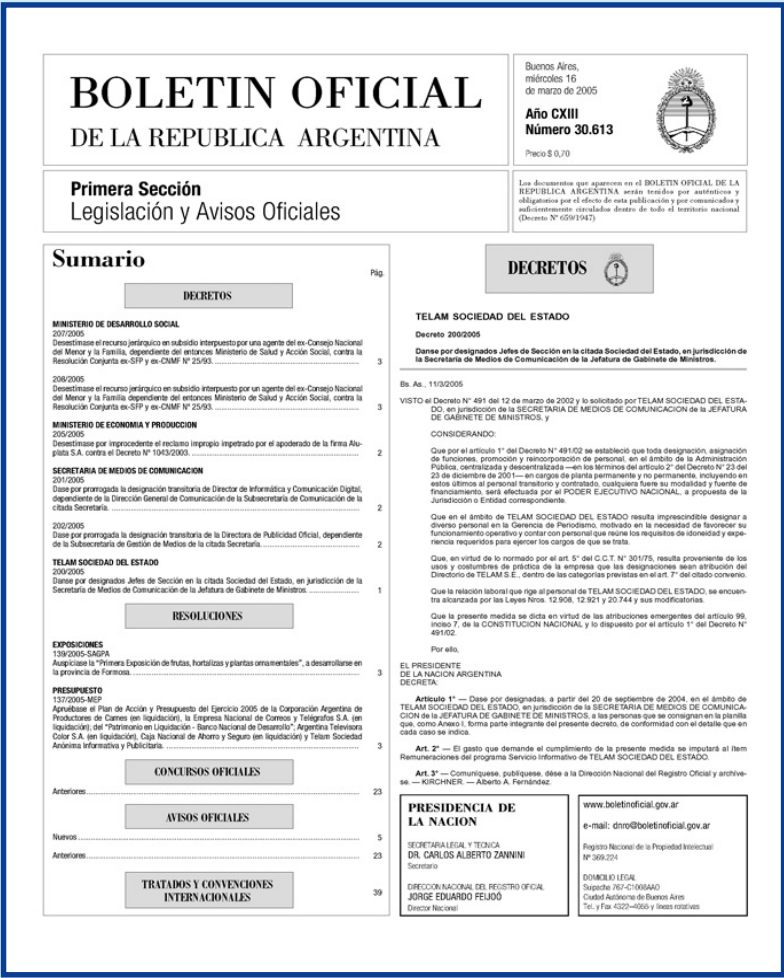 BOLETIN OFICIAL
DE LA REPUBLICA ARGENTINA
Buenos Aires,
miércoles 16
de marzo de 2005
Año CXIII
Número 30.613
Precio $ 0,70
Primera Sección
Legislación y Avisos Oficiales
Los documentos que aparecen en el BOLETIN OFICIAL DE LA
REPUBLICA ARGENTINA serán tenidos por auténticos y
obligatorios por el efecto de esta publicación y por comunicados y
suficientemente circulados dentro de todo el territorio nacional
(Decreto Nº 659/1947)
Sumario
Pág.
DECRETOS
MINISTERIO DE DESARROLLO SOCIAL
207/2005
Desestímase el recurso jerárquico en subsidio interpuesto por una agente del ex-Consejo Nacional
del Menor y la Familia, dependiente del entonces Ministerio de Salud y Acción Social, contra la
Resolución Conjunta ex-SFP y ex-CNMF Nº 25/93. 3
208/2005
Desestímase el recurso jerárquico en subsidio interpuesto por un agente del ex-Consejo Nacional
del Menor y la Familia dependiente del entonces Ministerio de Salud y Acción Social, contra la
Resolución Conjunta ex-SFP y ex-CNMF Nº 25/93. 3
MINISTERIO DE ECONOMIA Y PRODUCCION
205/2005
Desestímase por improcedente el reclamo impropio impetrado por el apoderado de la firma Alu-
plata S.A. contra el Decreto Nº 1043/2003. 2
SECRETARIA DE MEDIOS DE COMUNICACION
201/2005
Dase por prorrogada la designación transitoria de Director de Informática y Comunicación Digital,
dependiente de la Dirección General de Comunicación de la Subsecretaría de Comunicación de la
citada Secretaría. 2
202/2005
Dase por prorrogada la designación transitoria de la Directora de Publicidad Oficial, dependiente
de la Subsecretaría de Gestión de Medios de la citada Secretaría. 2
TELAM SOCIEDAD DEL ESTADO
200/2005
Danse por designados Jefes de Sección en la citada Sociedad del Estado, en jurisdicción de la
Secretaría de Medios de Comunicación de la Jefatura de Gabinete de Ministros. 1
RESOLUCIONES
EXPOSICIONES
139/2005-SAGPA
Auspíciase la "Primera Exposición de frutas, hortalizas y plantas ornamentales", a desarrollarse en
la provincia de Formosa. 3
PRESUPUESTO
137/2005-MEP
Apruébase el Plan de Acción y Presupuesto del Ejercicio 2005 de la Corporación Argentina de
Productores de Carnes (en liquidación), la Empresa Nacional de Correos y Telégrafos S.A. (en
liquidación); del "Patrimonio en Liquidación - Banco Nacional de Desarrollo"; Argentina Televisora
Color S.A. (en liquidación), Caja Nacional de Ahorro y Seguro (en liquidación) y Telam Sociedad
Anónima Informativa y Publicitaria. 3
CONCURSOS OFICIALES
Anteriores 23
AVISOS OFICIALES
Nuevos 5
Anteriores 23
TRATADOS Y CONVENCIONES
INTERNACIONALES 39
DECRETOS
TELAM SOCIEDAD DEL ESTADO
Decreto 200/2005
Danse por designados Jefes de Sección en la citada Sociedad del Estado, en jurisdicción de
la Secretaría de Medios de Comunicación de la Jefatura de Gabinete de Ministros.
Bs. As., 11/3/2005
VISTO el Decreto N° 491 del 12 de marzo de 2002 y lo solicitado por TELAM SOCIEDAD DEL ESTA-
DO, en jurisdicción de la SECRETARIA DE MEDIOS DE COMUNICACION de la JEFATURA
DE GABINETE DE MINISTROS, y
CONSIDERANDO:
Que por el artículo 1° del Decreto N° 491/02 se estableció que toda designación, asignación
de funciones, promoción y reincorporación de personal, en el ámbito de la Administración
Pública, centralizada y descentralizada —en los términos del artículo 2° del Decreto N° 23 del
23 de diciembre de 2001— en cargos de planta permanente y no permanente, incluyendo en
estos últimos al personal transitorio y contratado, cualquiera fuere su modalidad y fuente de
financiamiento, será efectuada por el PODER EJECUTIVO NACIONAL, a propuesta de la
Jurisdicción o Entidad correspondiente.
Que en el ámbito de TELAM SOCIEDAD DEL ESTADO resulta imprescindible designar a
diverso personal en la Gerencia de Periodismo, motivado en la necesidad de favorecer su
funcionamiento operativo y contar con personal que reúne los requisitos de idoneidad y expe-
riencia requeridos para ejercer los cargos de que se trata.
Que, en virtud de lo normado por el art. 5° del C.C.T. N° 301/75, resulta proveniente de los
usos y costumbres de práctica de la empresa que las designaciones sean atribución del
Directorio de TELAM S.E., dentro de las categorías previstas en el art. 7° del citado convenio.
Que la relación laboral que rige al personal de TELAM SOCIEDAD DEL ESTADO, se encuen-
tra alcanzada por las Leyes Nros. 12.908, 12.921 y 20.744 y sus modificatorias.
Que la presente medida se dicta en virtud de las atribuciones emergentes del artículo 99,
inciso 7, de la CONSTITUCION NACIONAL y lo dispuesto por el artículo 1° del Decreto N°
491/02.
Por ello,
EL PRESIDENTE
DE LA NACION ARGENTINA
DECRETA:
Artículo 1° — Dase por designadas, a partir del 20 de septiembre de 2004, en el ámbito de
TELAM SOCIEDAD DEL ESTADO, en jurisdicción de la SECRETARIA DE MEDIOS DE COMUNICA-
CION de la JEFATURA DE GABINETE DE MINISTROS, a las personas que se consignan en la planilla
que, como Anexo I, forma parte integrante del presente decreto, de conformidad con el detalle que en
cada caso se indica.
Art. 2° — El gasto que demande el cumplimiento de la presente medida se imputará al ítem
Remuneraciones del programa Servicio Informativo de TELAM SOCIEDAD DEL ESTADO.
Art. 3° — Comuníquese, publíquese, dése a la Dirección Nacional del Registro Oficial y archíve-
se. — KIRCHNER. — Alberto A. Fernández.
PRESIDENCIA DE
LA NACION
SECRETARIA LEGAL Y TECNICA
DR. CARLOS ALBERTO ZANNINI
Secretario
DIRECCION NACIONAL DEL REGISTRO OFICIAL
JORGE EDUARDO FEIJOÓ
Director Nacional
www.boletinoficial.gov.ar
e-mail: dnro@boletinoficial.gov.ar
Registro Nacional de la Propiedad Intelectual
Nº 369.224
DOMICILIO LEGAL
Suipacha 767-C1008AAO
Ciudad Autónoma de Buenos Aires
Tel. y Fax 4322-4055 y líneas rotativas